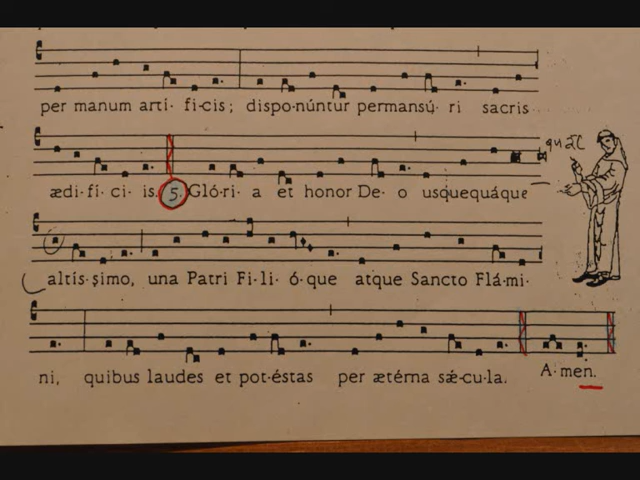 per manum arti· fi·cis; dispo·núntur permansú· ri sacris
ædi·fi·ci· is. 5. Gló·ri· a et honor De· o usquequáque
altís·simo, una Patri Fi·li· ó·que atque Sancto Flá·mi·
ni, quibus laudes et pot·éstas per ætérna sǽ·cu·la. A·men.